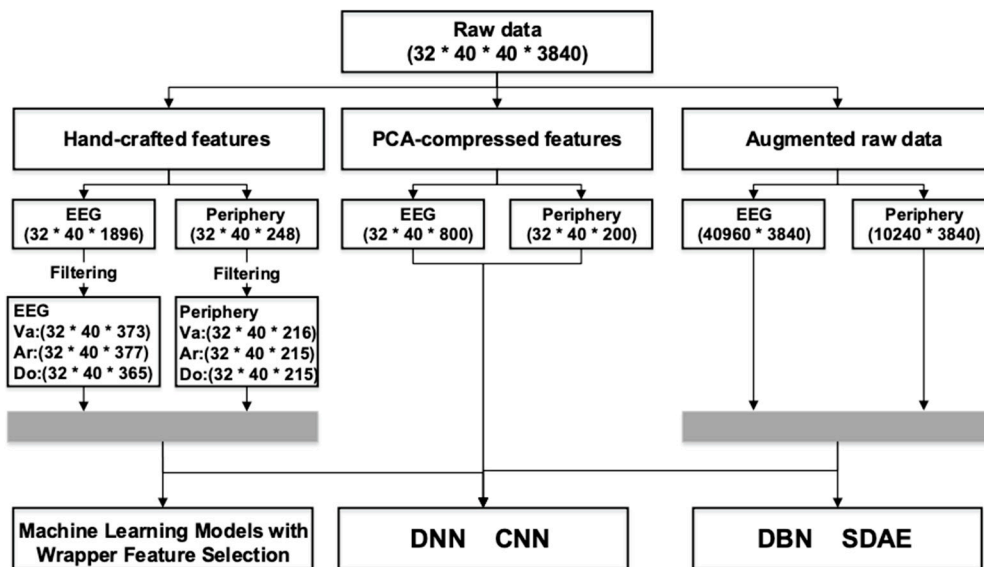 Raw data
(32 * 40 * 40 * 3840)
Hand-crafted features
PCA-compressed features
Augmented raw data
EEG
(32 * 40 * 1896)
Periphery
(32 * 40 * 248)
EEG
(32 * 40 * 800)
Periphery
(32 * 40 * 200)
EEG
(40960 * 3840)
Periphery
(10240 * 3840)
Filtering
Filtering
EEG
Va:(32 * 40 * 373)
Ar:(32 * 40 * 377)
Do:(32 * 40 * 365)
Periphery
Va:(32 * 40 * 216)
Ar:(32 * 40 * 215)
Do:(32 * 40 * 215)
Machine Learning Models with
Wrapper Feature Selection
DNN CNN
DBN SDAE